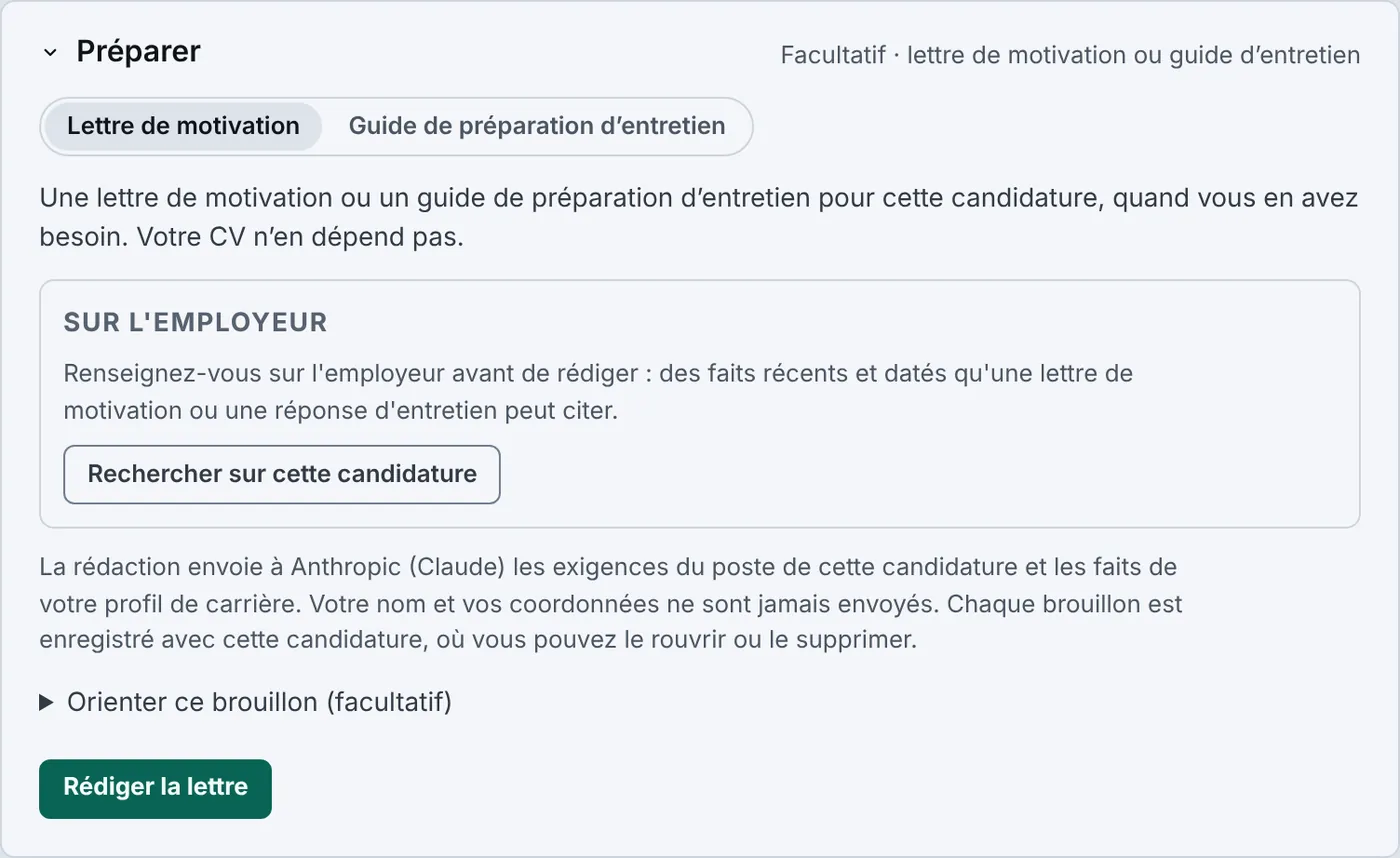 Préparer
Facultatif · lettre de motivation ou guide d’entretien
Lettre de motivation
Guide de préparation d’entretien
Une lettre de motivation ou un guide de préparation d’entretien pour cette candidature, quand vous en avez
besoin. Votre CV n’en dépend pas.
SUR L'EMPLOYEUR
Renseignez-vous sur l'employeur avant de rédiger : des faits récents et datés qu'une lettre de
motivation ou une réponse d'entretien peut citer.
Rechercher sur cette candidature
La rédaction envoie à Anthropic (Claude) les exigences du poste de cette candidature et les faits de
votre profil de carrière. Votre nom et vos coordonnées ne sont jamais envoyés. Chaque brouillon est
enregistré avec cette candidature, où vous pouvez le rouvrir ou le supprimer.
Orienter ce brouillon (facultatif)
Rédiger la lettre